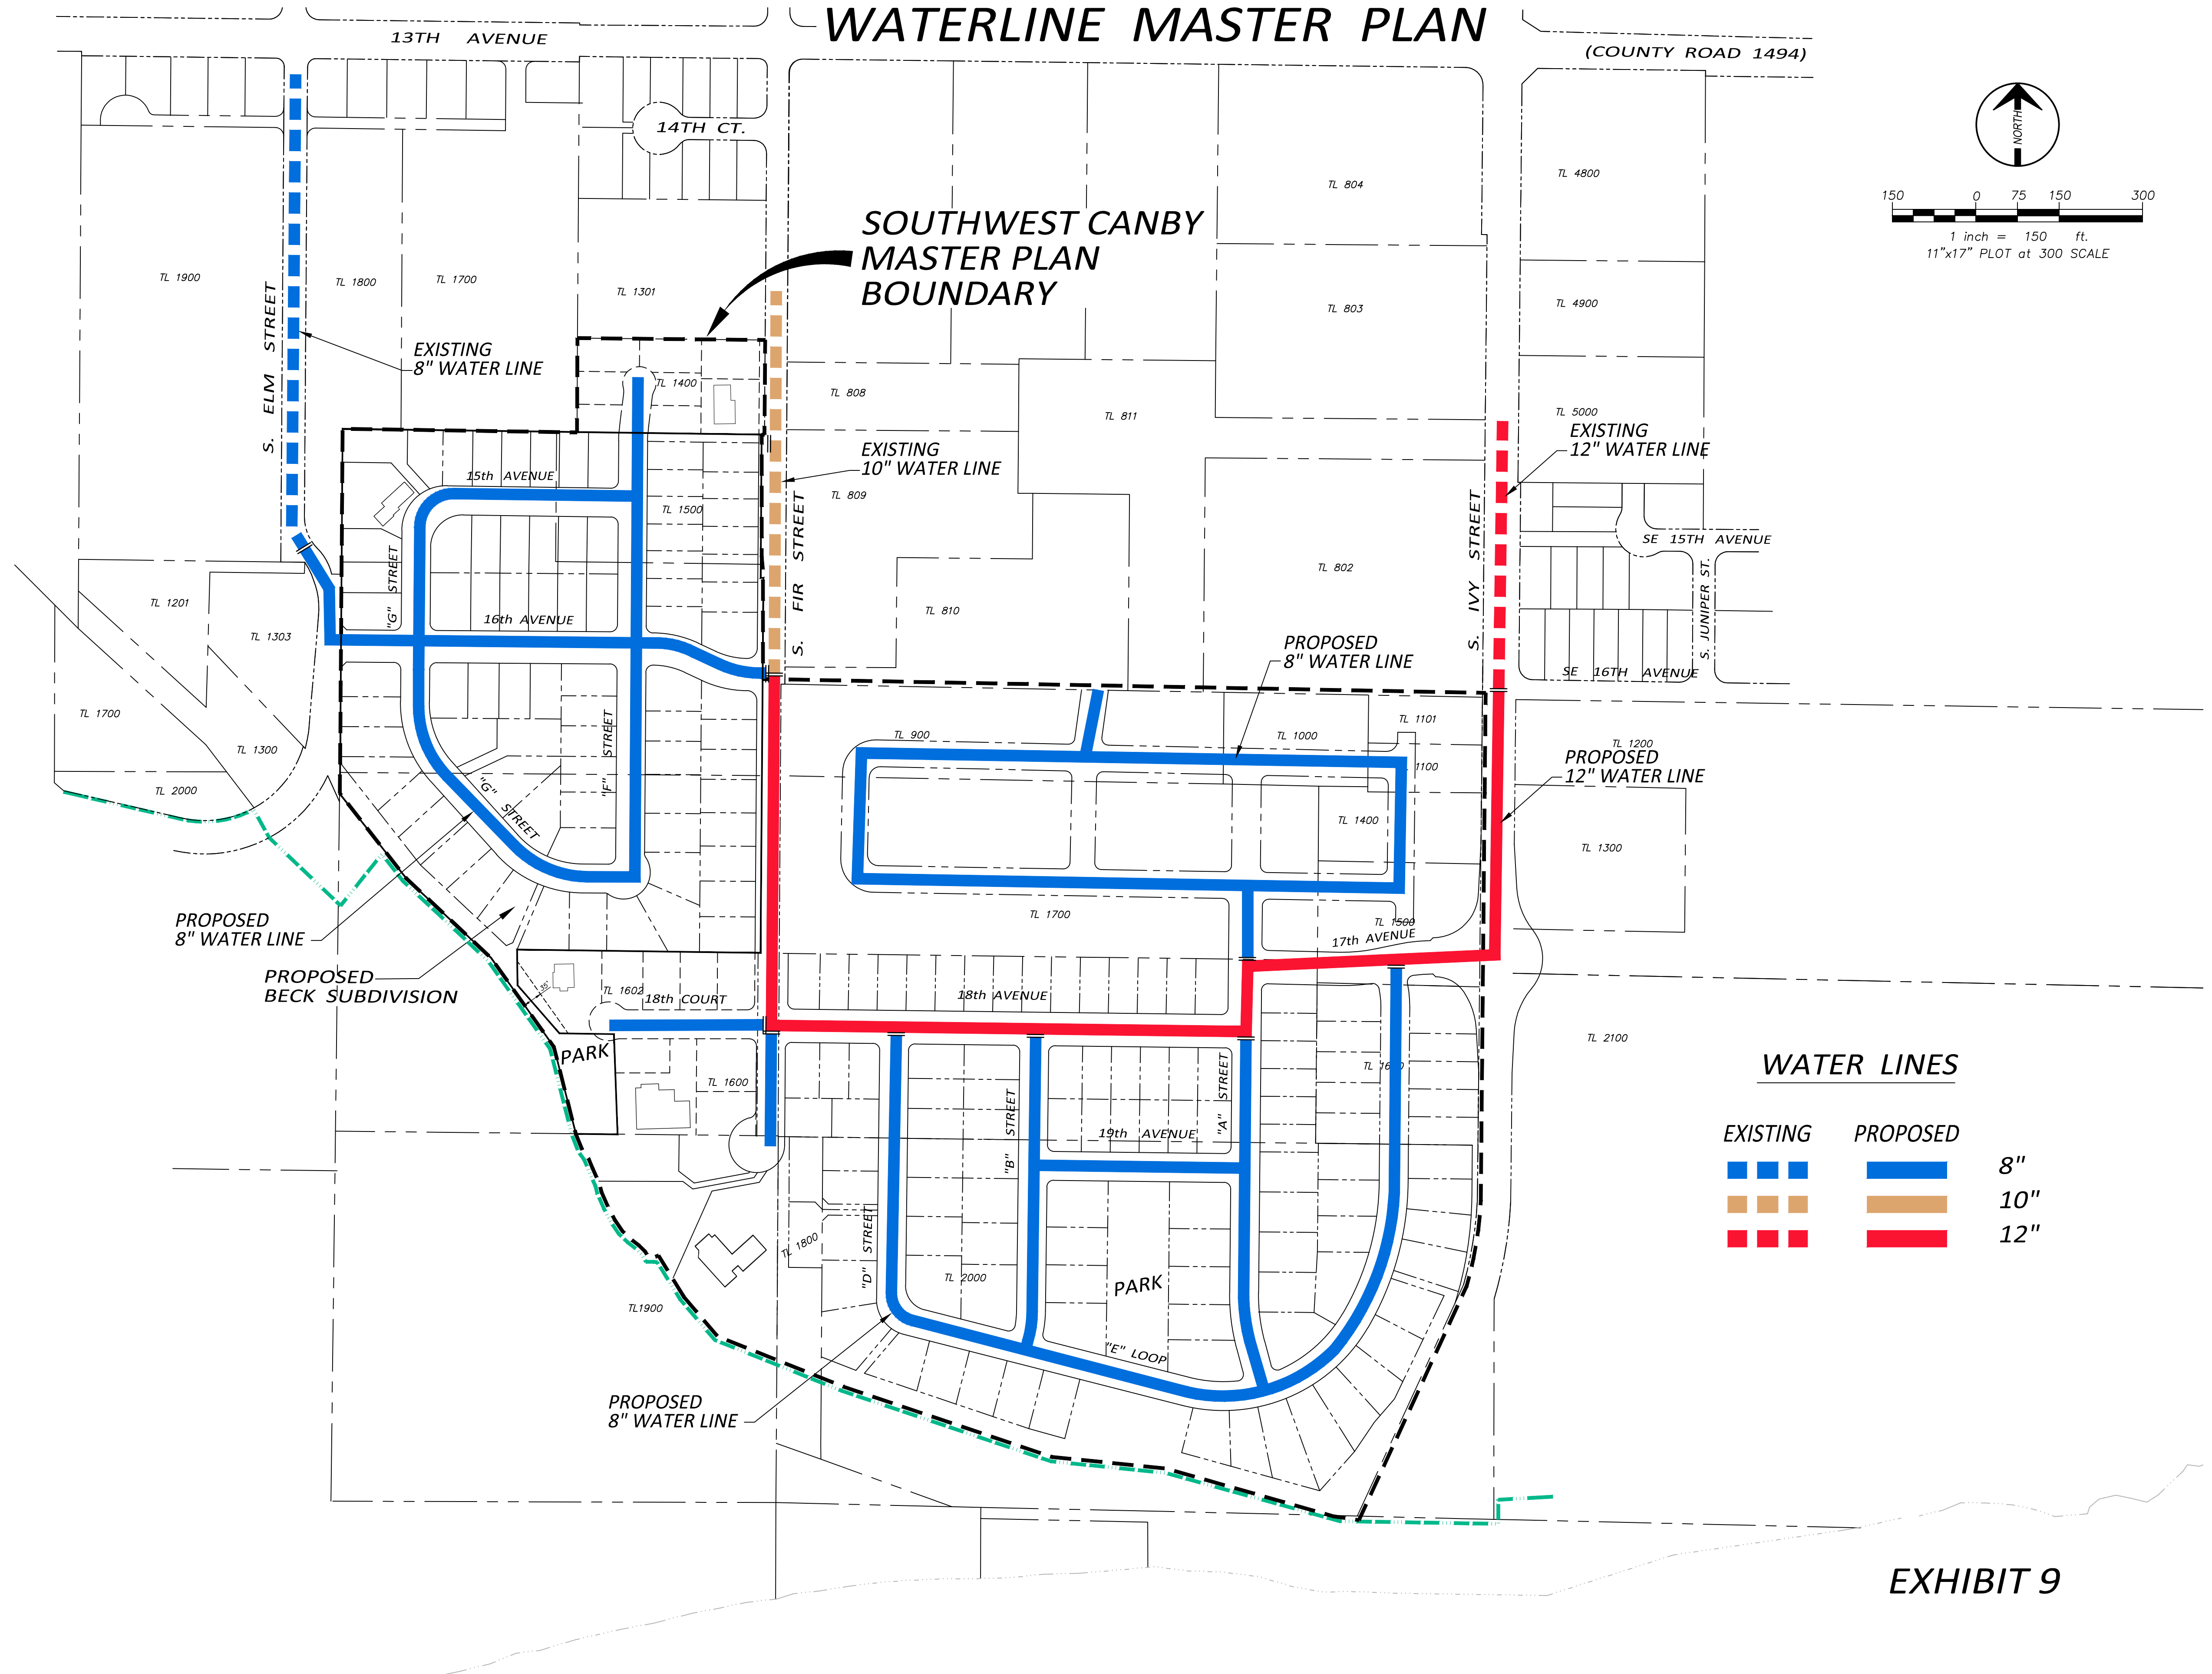 WATERLINE MASTER PLAN
13TH AVENUE
(COUNTY ROAD 1494)
14TH CT.
NORTH
150 0 75 150 300
1 inch = 150 ft.
11"x17" PLOT at 300 SCALE
TL 4800
TL 804
SOUTHWEST CANBY
MASTER PLAN
BOUNDARY
TL 1900
TL 1800
TL 1700
TL 1301
TL 803
TL 4900
S. ELM STREET
EXISTING
8" WATER LINE
TL 1400
TL 808
TL 811
TL 5000
EXISTING
12" WATER LINE
EXISTING
10" WATER LINE
15th AVENUE
TL 1500
TL 809
S. FIR STREET
S. IVY STREET
SE 15TH AVENUE
S. JUNIPER ST.
"G" STREET
TL 802
TL 1201
TL 810
16th AVENUE
TL 1303
PROPOSED
8" WATER LINE
SE 16TH AVENUE
TL 1700
TL 1300
"F" STREET
TL 900
TL 1000
TL 1101
TL 1200
PROPOSED
12" WATER LINE
1100
TL 2000
"G" STREET
TL 1400
TL 1300
PROPOSED
8" WATER LINE
TL 1700
TL 1500
17th AVENUE
PROPOSED
BECK SUBDIVISION
35'
TL 1602
18th COURT
18th AVENUE
PARK
TL 1600
"A" STREET
TL 2100
WATER LINES
"B" STREET
19th AVENUE
EXISTING PROPOSED
8"
10"
12"
"D" STREET
TL 1800
TL 2000
PARK
TL1900
"E" LOOP
PROPOSED
8" WATER LINE
EXHIBIT 9